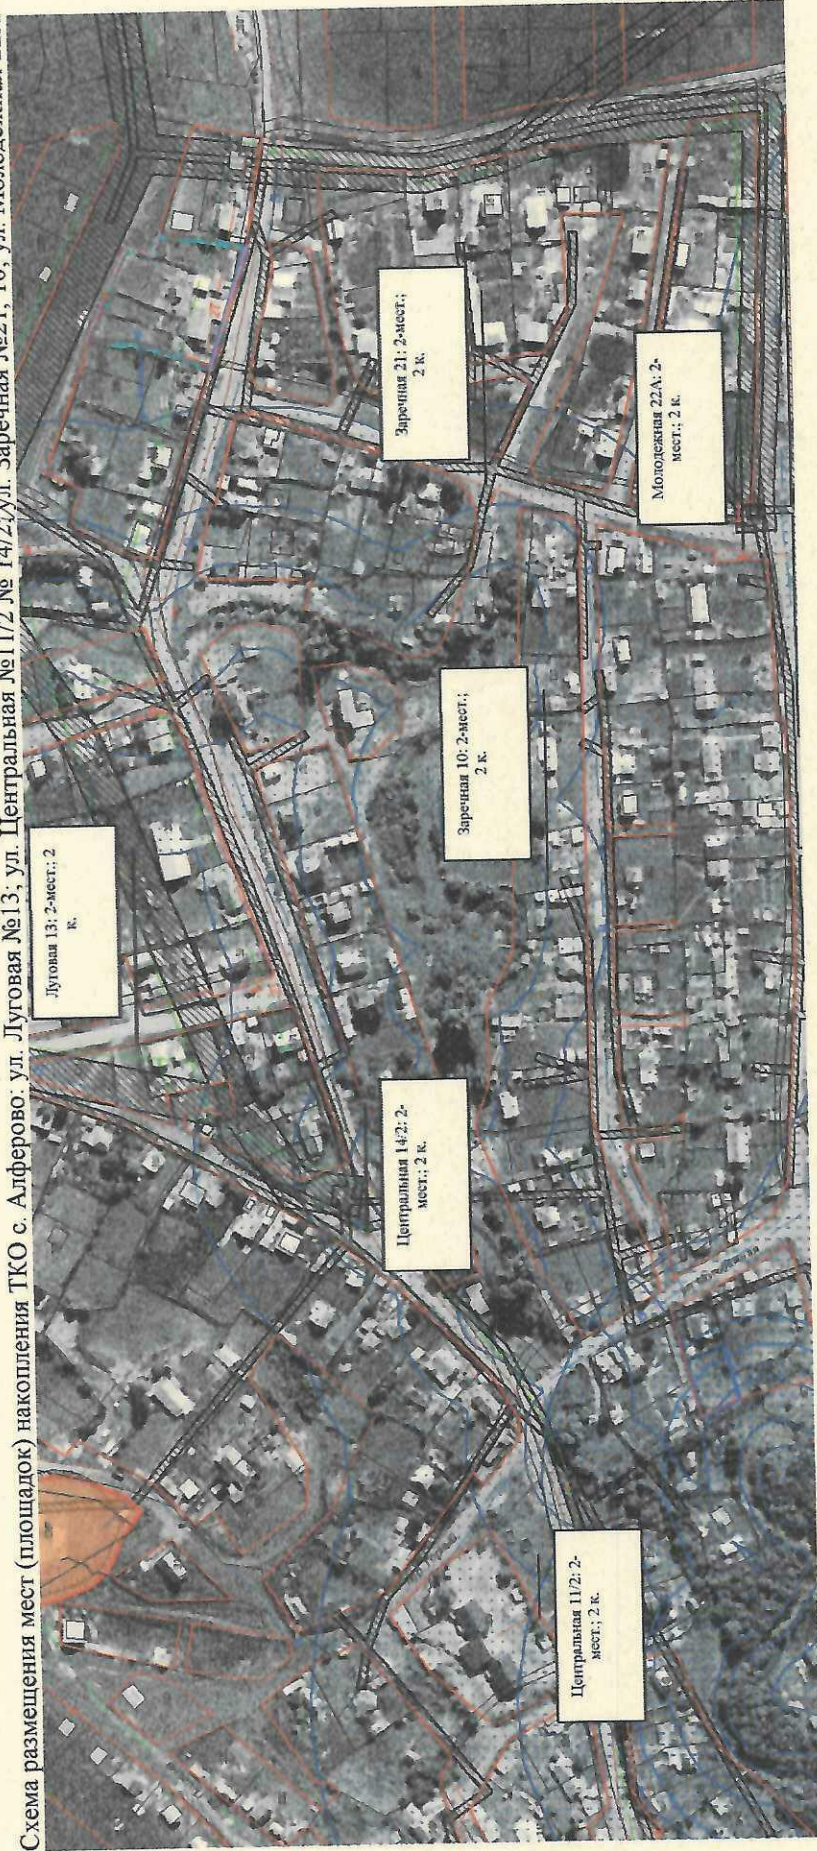 Схема размещения мест (площадок) накопления ТКО с. Алферово: ул. Луговая №13; ул. Центральная №11/2 № 14/2; ул. Заречная №21, 10; ул. Молодежная
Луговая 13: 2-мест.; 2
к.
Заречная 21: 2-мест.;
2 к.
Молодежная 22А: 2-
мест.; 2 к.
Заречная 10: 2-мест.;
2 к.
Центральная 14/2: 2-
мест.; 2 к.
Центральная 11/2: 2-
мест.; 2 к.